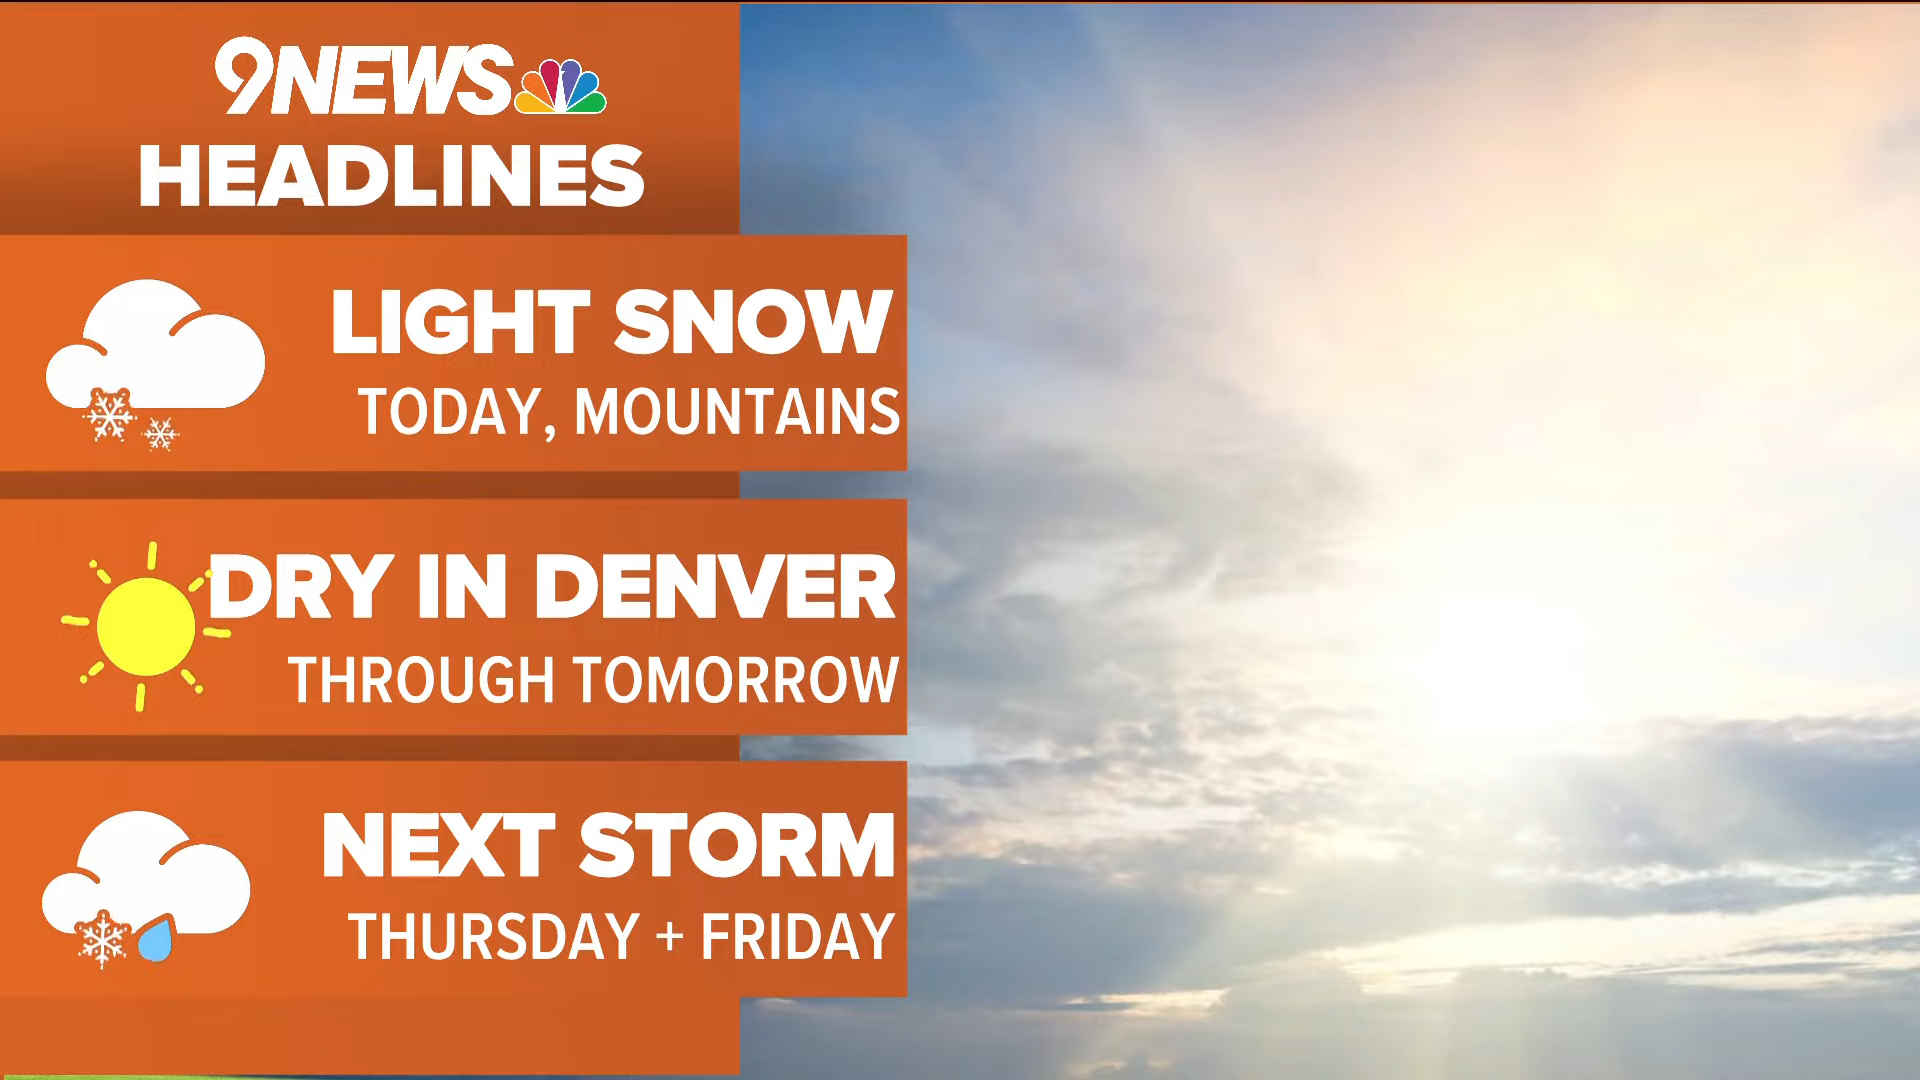 9NEWS
HEADLINES
LIGHT SNOW
TODAY, MOUNTAINS
DRY IN DENVER
THROUGH TOMORROW
NEXT STORM
THURSDAY + FRIDAY